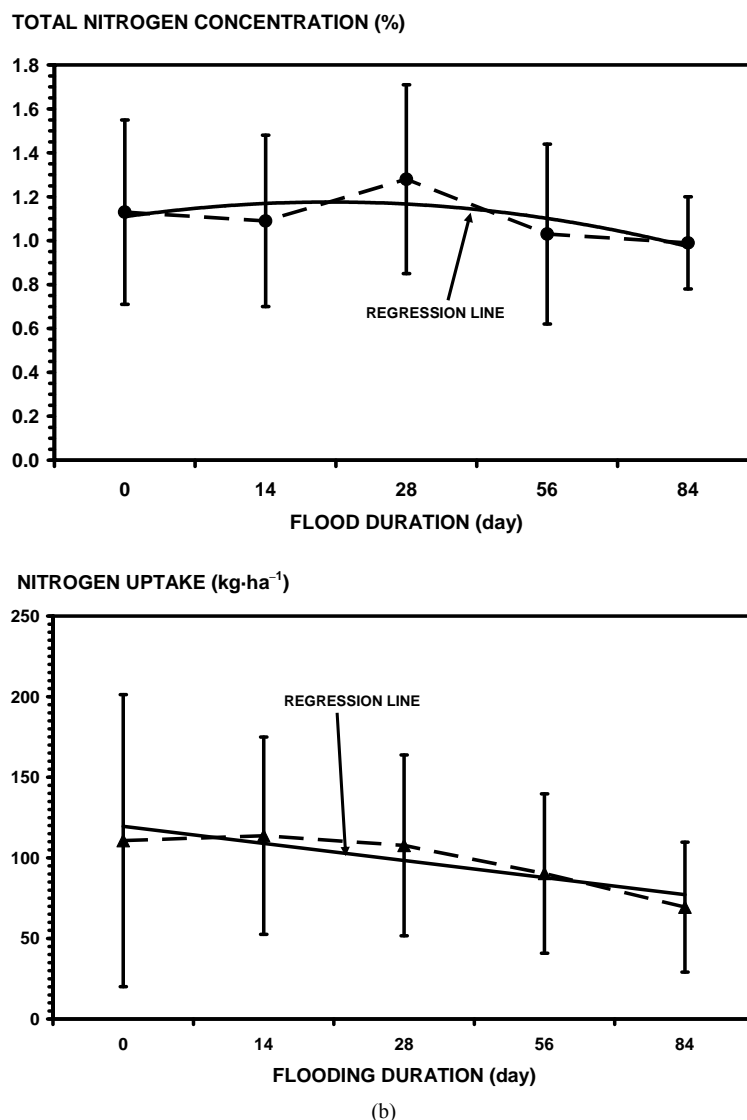 TOTAL NITROGEN CONCENTRATION (%)
1.8
1.6
1.4
1.2
1.0
0.8
0.6
0.4
0.2
0.0
REGRESSION LINE
0 14 28 56 84
FLOOD DURATION (day)
NITROGEN UPTAKE (kg·ha⁻¹)
250
200
150
100
50
0
REGRESSION LINE
0 14 28 56 84
FLOODING DURATION (day)
(b)